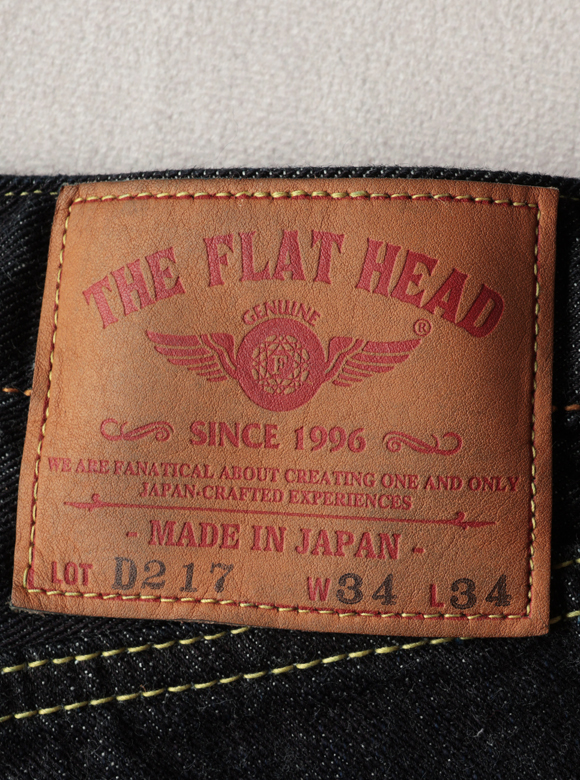 THE FLAT HEAD
®
GENUINE
F
SINCE 1996
WE ARE FANATICAL ABOUT CREATING ONE AND ONLY
JAPAN-CRAFTED EXPERIENCES
- MADE IN JAPAN -
LOT D217 W34 L34